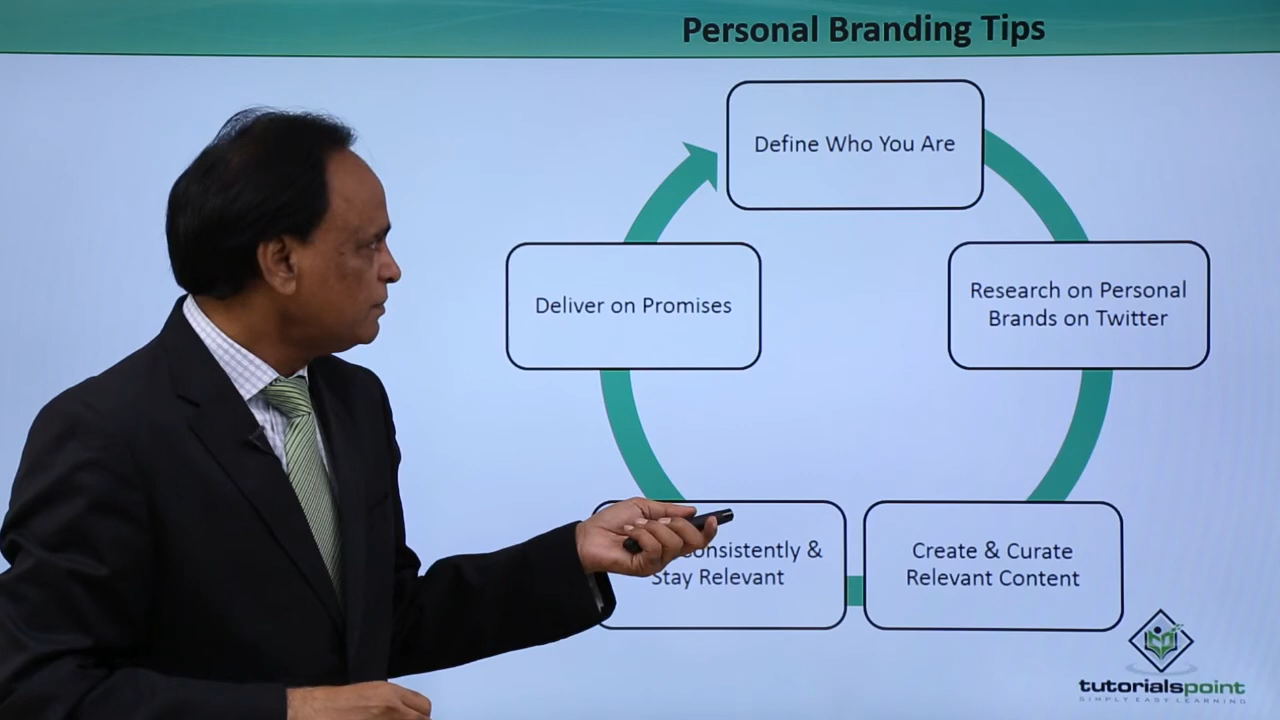 Personal Branding Tips
Define Who You Are
Research on Personal
Brands on Twitter
Create & Curate
Relevant Content
Consistently &
Stay Relevant
Deliver on Promises
tutorialspoint
SIMPLY EASY LEARNING